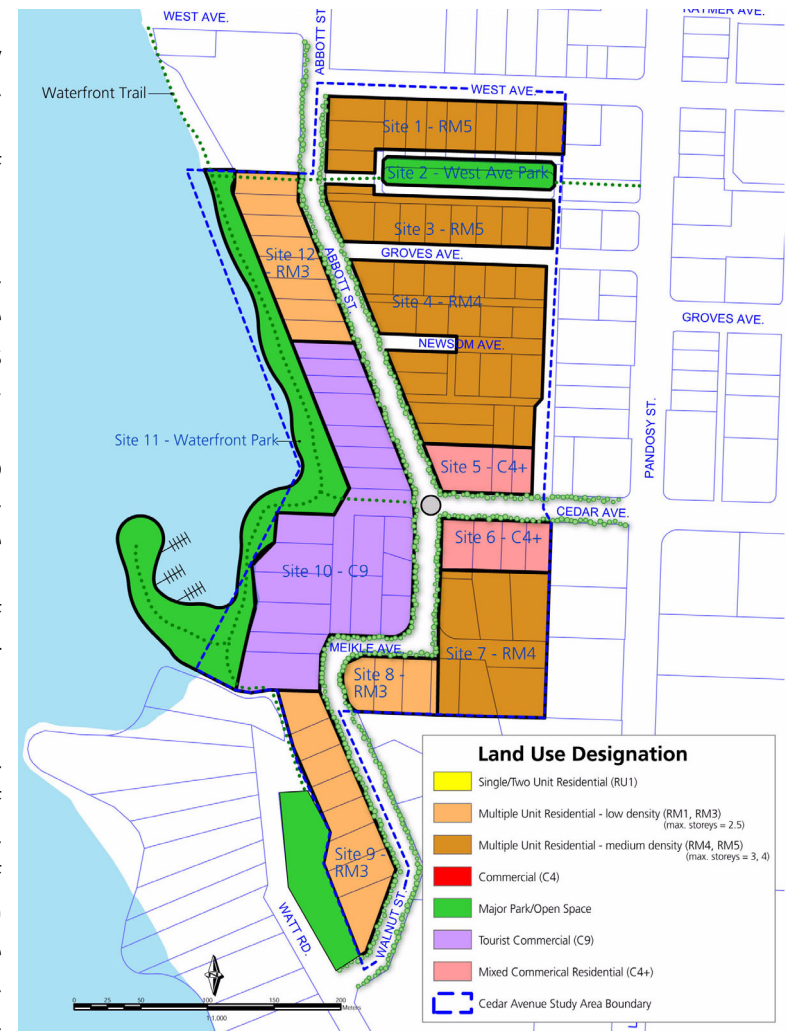 WEST AVE.
ABBOTT ST.
RAYMER AVE.
Waterfront Trail
WEST AVE.
Site 1 - RM5
Site 2 - West Ave Park
Site 3 - RM5
GROVES AVE.
Site 12
- RM3
ABBOTT ST.
Site 4 - RM4
GROVES AVE.
NEWSOM AVE.
PANDOSY ST.
Site 11 - Waterfront Park
Site 5 - C4+
CEDAR AVE.
Site 6 - C4+
Site 10 - C9
MEIKLE AVE.
Site 7 - RM4
Site 8 -
RM3
Site 9 -
RM3
WALNUT ST.
WATT RD.
Land Use Designation
Single/Two Unit Residential (RU1)
Multiple Unit Residential - low density (RM1, RM3)
(max. storeys = 2.5)
Multiple Unit Residential - medium density (RM4, RM5)
(max. storeys = 3, 4)
Commercial (C4)
Major Park/Open Space
Tourist Commercial (C9)
Mixed Commerical Residential (C4+)
Cedar Avenue Study Area Boundary
0 25 50 100 150 200
Meters
1:1,000